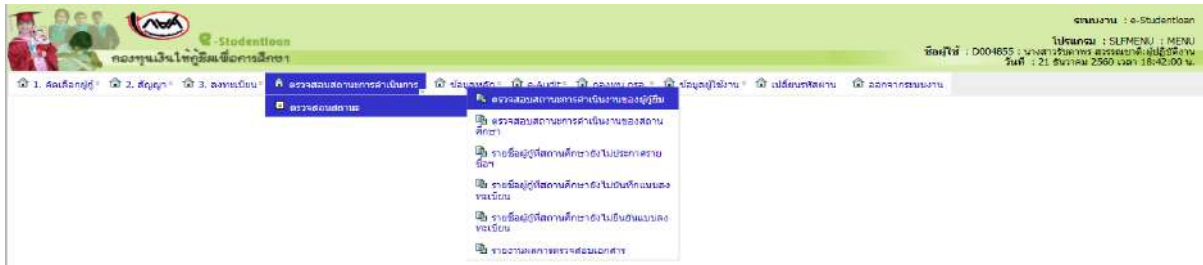 ระบบงาน : e-Studentloan
กยศ
e-Studentloan
โปรแกรม : SLFMENU : MENU
กองทุนเงินให้กู้ยืมเพื่อการศึกษา
ชื่อผู้ใช้ : D004855 :
วันที่ : 21 ธันวาคม 2560 เวลา 18:42:00 น.
1. คัดเลือกผู้กู้ 2. สัญญา 3. ลงทะเบียน ตรวจสอบสถานะการดำเนินการ ข้อมูลหลัก e-Audit กองทุน กรอ. ข้อมูลผู้ใช้งาน เปลี่ยนรหัสผ่าน ออกจากระบบงาน
ตรวจสอบสถานะ
ตรวจสอบสถานะการดำเนินงานของผู้กู้ยืม
ตรวจสอบสถานะการดำเนินงานของสถาน
ศึกษา
รายชื่อผู้กู้ที่สถานศึกษายังไม่ประกาศราย
ชื่อฯ
รายชื่อผู้กู้ที่สถานศึกษายังไม่บันทึกแบบลง
ทะเบียน
รายชื่อผู้กู้ที่สถานศึกษายังไม่ยืนยันแบบลง
ทะเบียน
รายงานผลการตรวจสอบเอกสาร